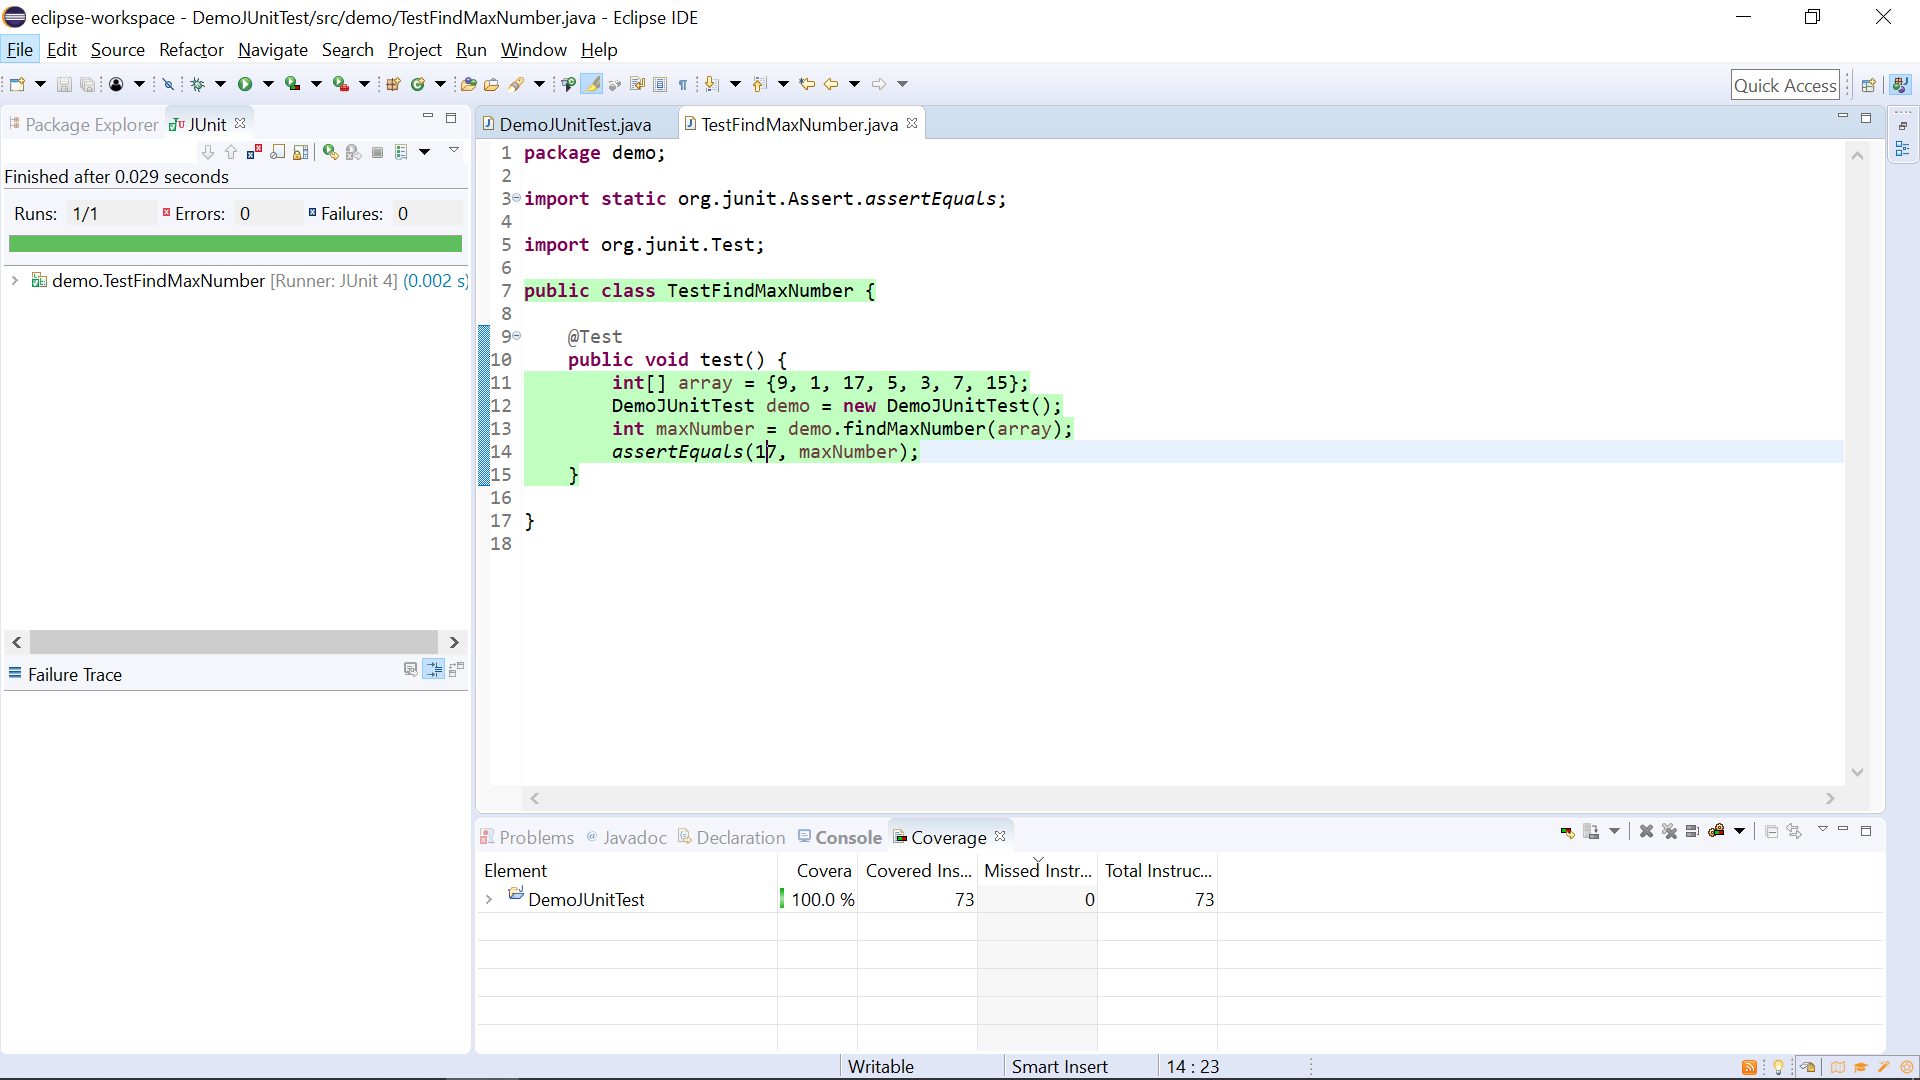 eclipse-workspace - DemoJUnitTest/src/demo/TestFindMaxNumber.java - Eclipse IDE
File Edit Source Refactor Navigate Search Project Run Window Help
Quick Access
Package Explorer JUnit
Finished after 0.029 seconds
Runs: 1/1 Errors: 0 Failures: 0
demo.TestFindMaxNumber [Runner: JUnit 4] (0.002 s)
Failure Trace
DemoJUnitTest.java TestFindMaxNumber.java
1 package demo;
2
3 import static org.junit.Assert.assertEquals;
4
5 import org.junit.Test;
6
7 public class TestFindMaxNumber {
8
9 @Test
10 public void test() {
11 int[] array = {9, 1, 17, 5, 3, 7, 15};
12 DemoJUnitTest demo = new DemoJUnitTest();
13 int maxNumber = demo.findMaxNumber(array);
14 assertEquals(17, maxNumber);
15 }
16
17 }
18
Problems Javadoc Declaration Console Coverage
Element Covera Covered Ins... Missed Instr... Total Instruc...
DemoJUnitTest 100.0 % 73 0 73
Writable Smart Insert 14 : 23